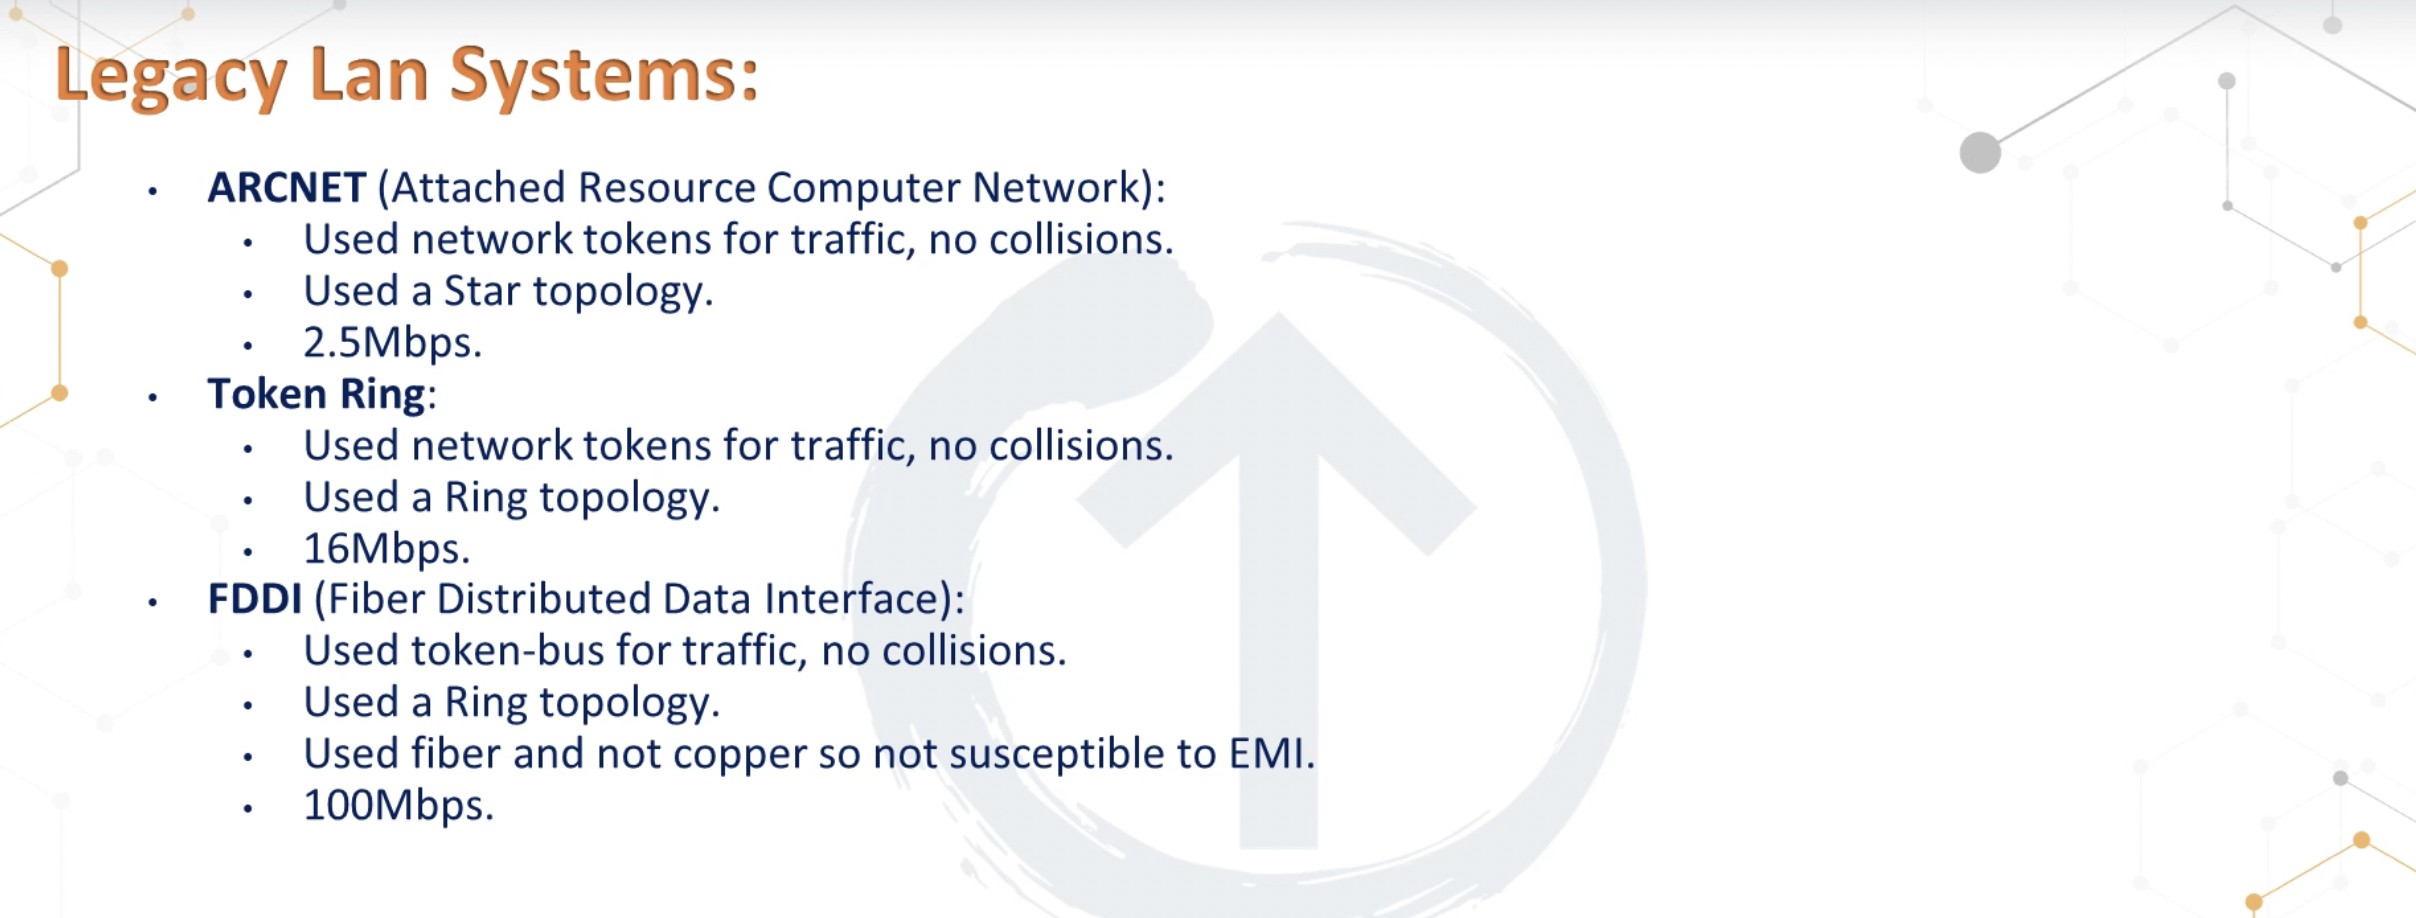 Legacy Lan Systems:
• ARCNET (Attached Resource Computer Network):
• Used network tokens for traffic, no collisions.
• Used a Star topology.
• 2.5Mbps.
• Token Ring:
• Used network tokens for traffic, no collisions.
• Used a Ring topology.
• 16Mbps.
• FDDI (Fiber Distributed Data Interface):
• Used token-bus for traffic, no collisions.
• Used a Ring topology.
• Used fiber and not copper so not susceptible to EMI.
• 100Mbps.